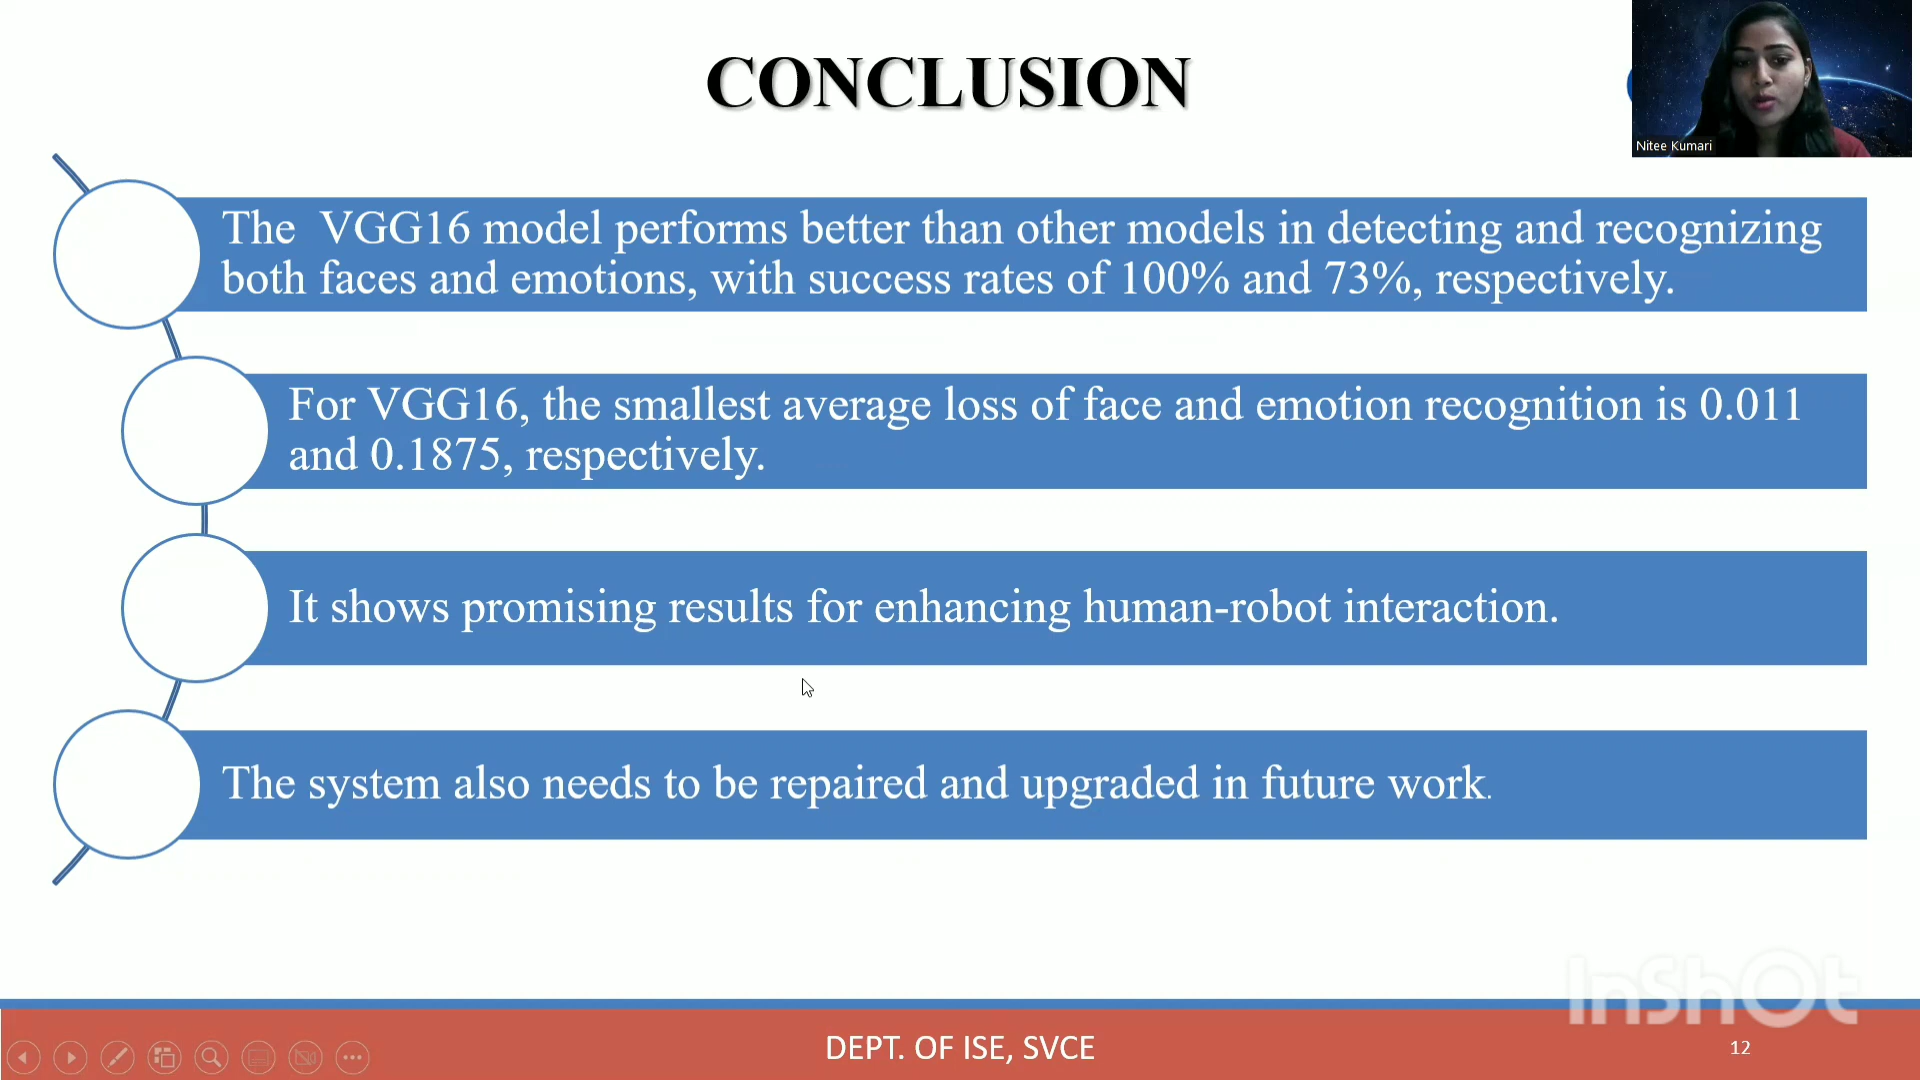 CONCLUSION
Nitee Kumari
The VGG16 model performs better than other models in detecting and recognizing
both faces and emotions, with success rates of 100% and 73%, respectively.
For VGG16, the smallest average loss of face and emotion recognition is 0.011
and 0.1875, respectively.
It shows promising results for enhancing human-robot interaction.
The system also needs to be repaired and upgraded in future work.
InShOt
DEPT. OF ISE, SVCE
12